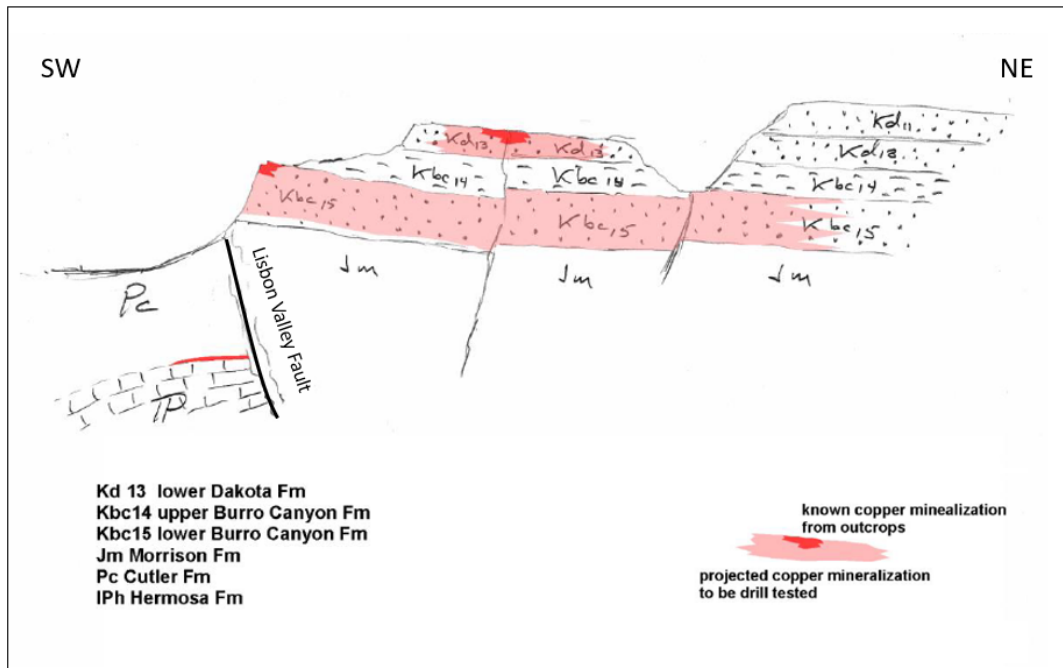 SW
NE
Kd11
Kd13 Kd13 Kd13
Kbc14 Kbc14 Kbc14
Kbc15 Kbc15 Kbc15
Jm Jm Jm
Pc
Lisbon Valley Fault
IP
Kd 13 lower Dakota Fm
Kbc14 upper Burro Canyon Fm
Kbc15 lower Burro Canyon Fm
Jm Morrison Fm
Pc Cutler Fm
IPh Hermosa Fm
known copper minealization
from outcrops
projected copper mineralization
to be drill tested